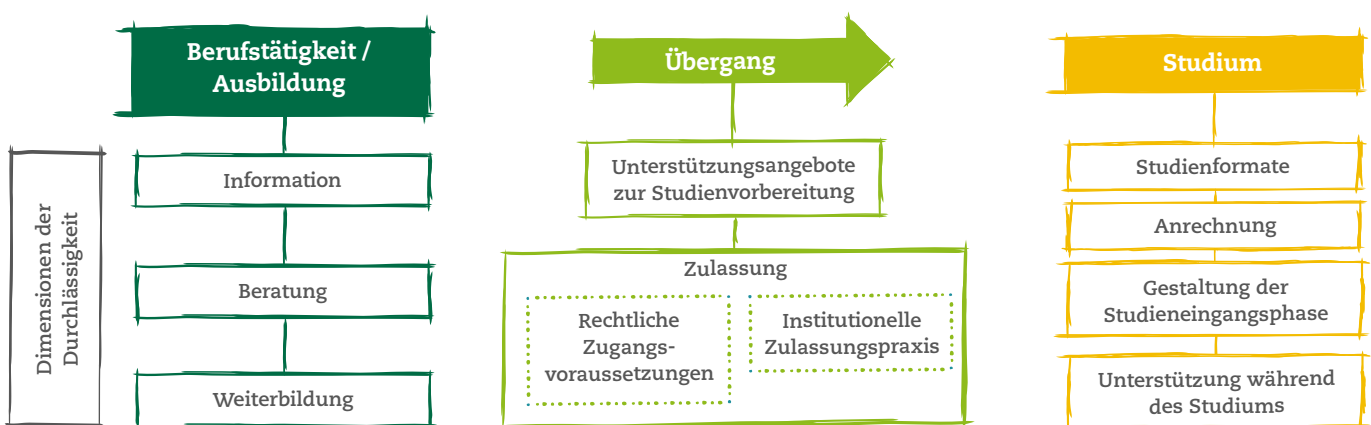 Dimensionen der
Durchlässigkeit
Berufstätigkeit /
Ausbildung
Information
Beratung
Weiterbildung
Übergang
Unterstützungsangebote
zur Studienvorbereitung
Zulassung
Rechtliche
Zugangs-
voraussetzungen
Institutionelle
Zulassungspraxis
Studium
Studienformate
Anrechnung
Gestaltung der
Studieneingangsphase
Unterstützung während
des Studiums